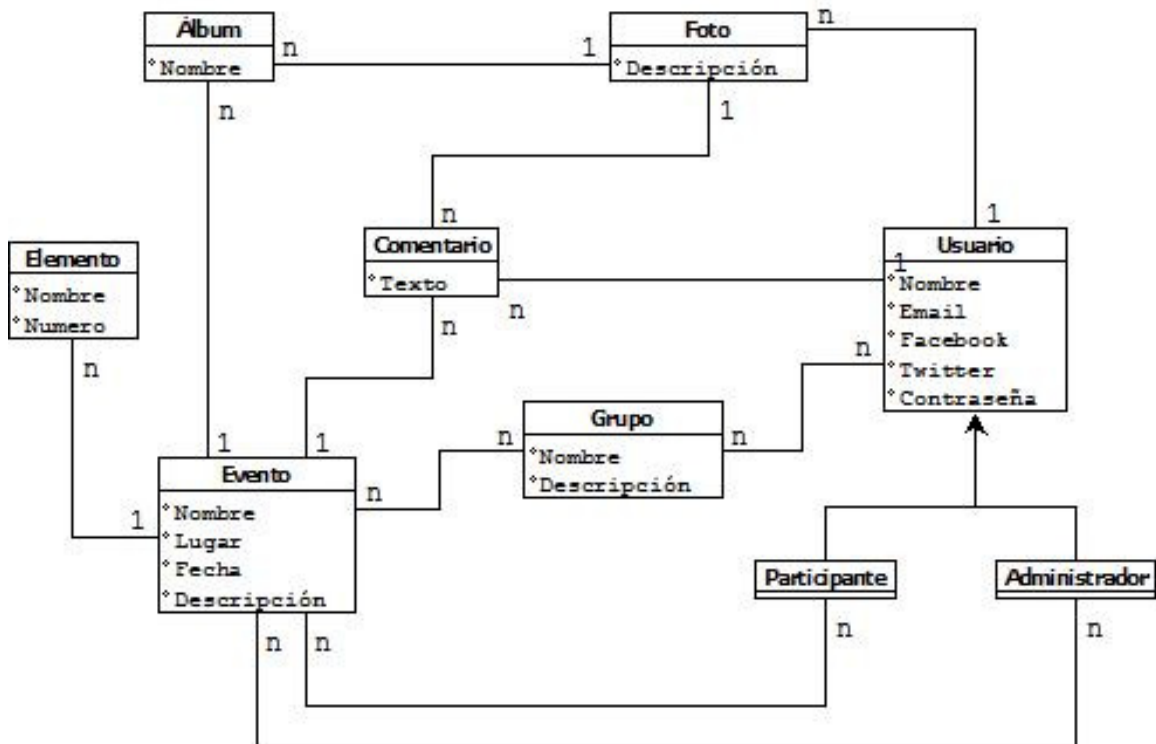 Álbum
Nombre
n
1
n
Foto
Descripción
n
1
1
n
Comentario
Texto
n
n
1
Usuario
Nombre
Email
Facebook
Twitter
Contraseña
n
Elemento
Nombre
Numero
n
1
Grupo
Nombre
Descripción
n
n
1
1
Evento
Nombre
Lugar
Fecha
Descripción
n
n
n
Participante
n
Administrador
n